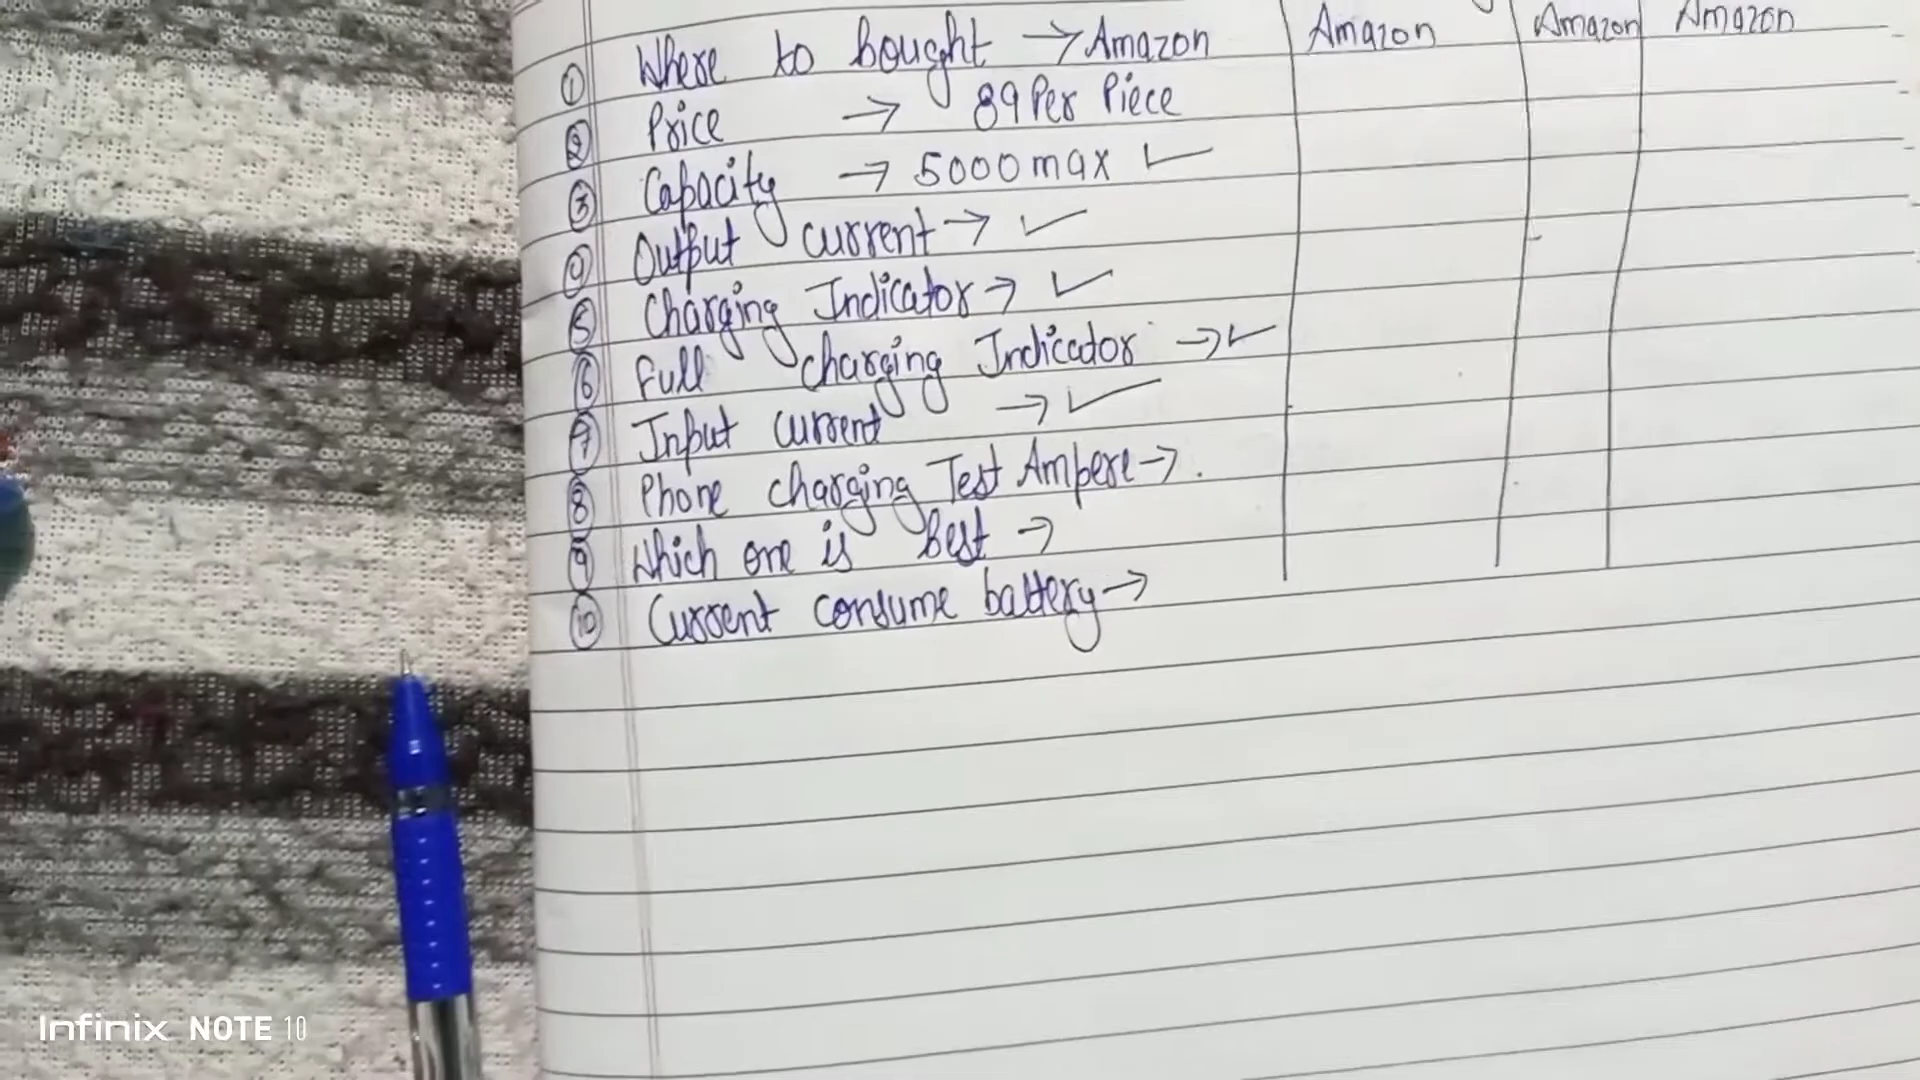 ① Where to bought → Amazon Amazon Amazon Amazon
② Price → 89 Per Piece
③ Capacity → 5000 max ✓
④ Output current → ✓
⑤ Charging Indicator → ✓
⑥ Full charging Indicator → ✓
⑦ Input current → ✓
⑧ Phone charging Test Ampere → .
⑨ Which one is best →
⑩ Current consume battery →
Infinix NOTE 10